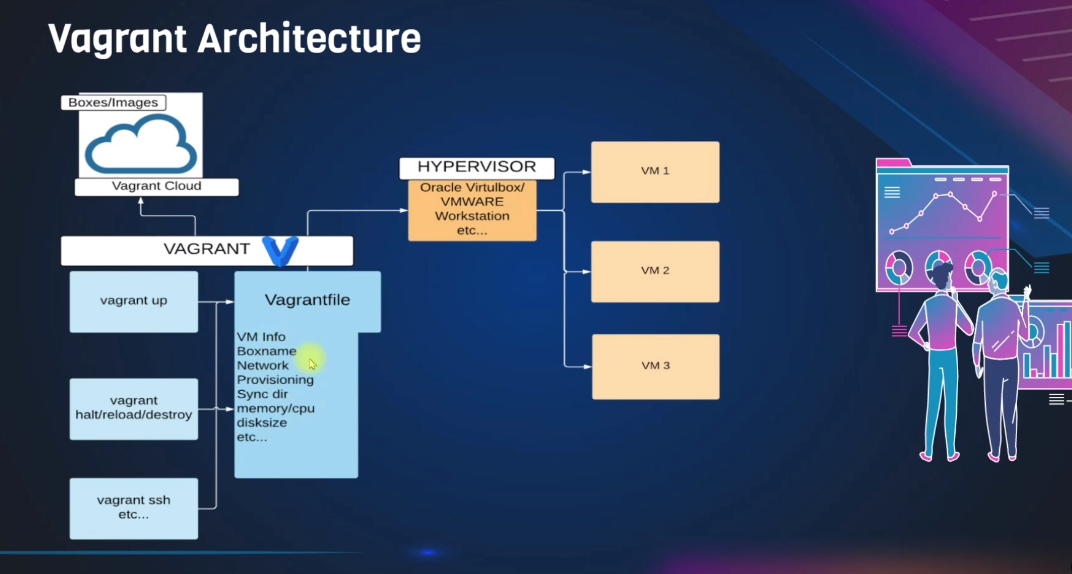 Vagrant Architecture
Boxes/Images
Vagrant Cloud
VAGRANT
vagrant up
vagrant
halt/reload/destroy
vagrant ssh
etc...
Vagrantfile
VM Info
Boxname
Network
Provisioning
Sync dir
memory/cpu
disksize
etc...
HYPERVISOR
Oracle Virtulbox/
VMWARE
Workstation
etc...
VM 1
VM 2
VM 3